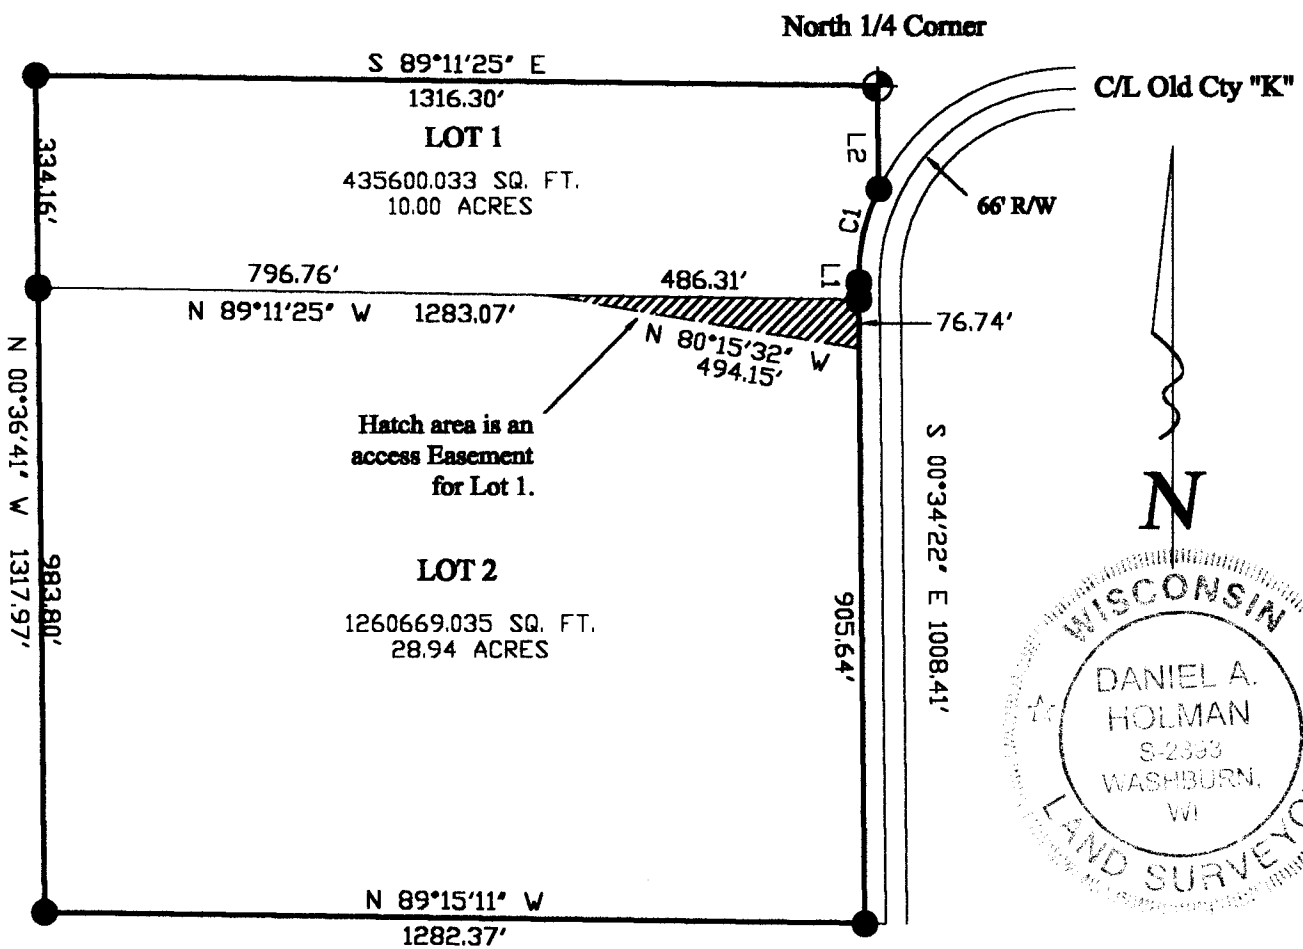 North 1/4 Corner
S 89°11'25" E
1316.30'
C/L Old Cty "K"
LOT 1
435600.033 SQ. FT.
10.00 ACRES
334.16'
L2
C1
66' R/W
L1
796.76'
486.31'
N 89°11'25" W 1283.07'
76.74'
N 80°15'32" W
494.15'
Hatch area is an
access Easement
for Lot 1.
N 00°36'41" W 1317.97'
983.80'
LOT 2
1260669.035 SQ. FT.
28.94 ACRES
905.64'
S 00°34'22" E 1008.41'
N
WISCONSIN
DANIEL A.
HOLMAN
S-2393
WASHBURN,
WI
LAND SURVEYO
N 89°15'11" W
1282.37'